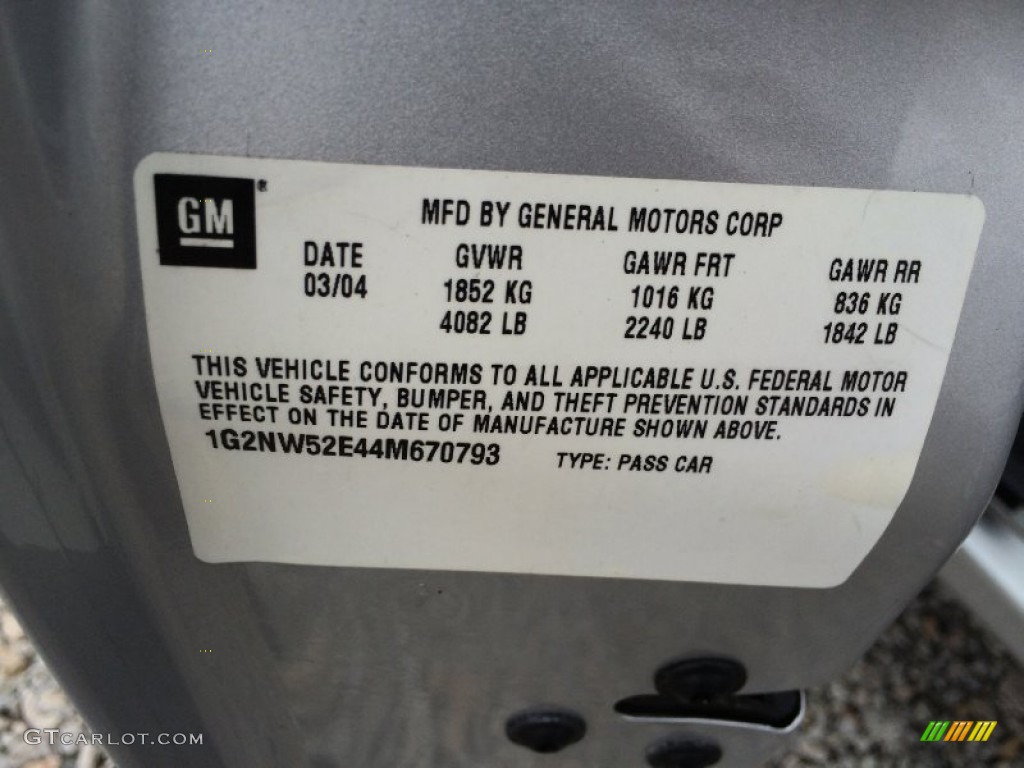 GM®
MFD BY GENERAL MOTORS CORP
DATE GVWR GAWR FRT GAWR RR
03/04 1852 KG 1016 KG 836 KG
4082 LB 2240 LB 1842 LB
THIS VEHICLE CONFORMS TO ALL APPLICABLE U.S. FEDERAL MOTOR
VEHICLE SAFETY, BUMPER, AND THEFT PREVENTION STANDARDS IN
EFFECT ON THE DATE OF MANUFACTURE SHOWN ABOVE.
1G2NW52E44M670793 TYPE: PASS CAR
GTCARLOT.COM